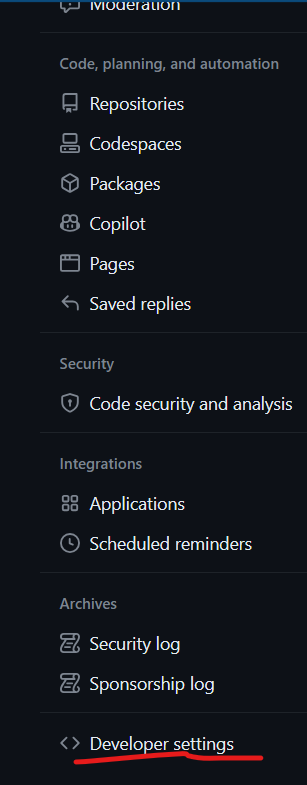 Moderation
Code, planning, and automation
Repositories
Codespaces
Packages
Copilot
Pages
Saved replies
Security
Code security and analysis
Integrations
Applications
Scheduled reminders
Archives
Security log
Sponsorship log
Developer settings